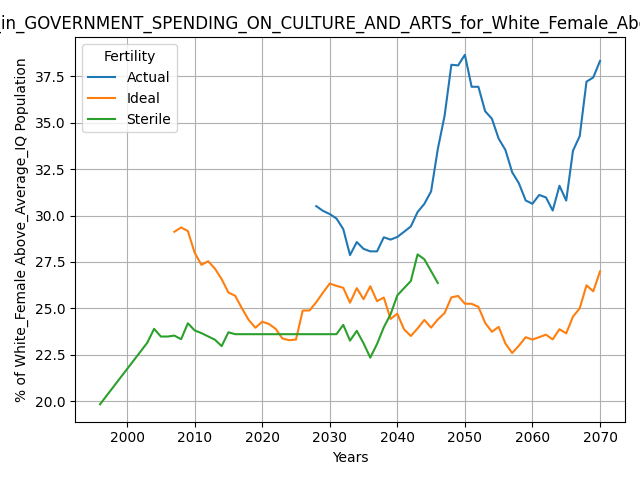 _in_GOVERNMENT_SPENDING_ON_CULTURE_AND_ARTS_for_White_Female_Abo
% of White_Female Above_Average_IQ Population
Fertility
Actual
Ideal
Sterile
37.5
35.0
32.5
30.0
27.5
25.0
22.5
20.0
2000 2010 2020 2030 2040 2050 2060 2070
Years